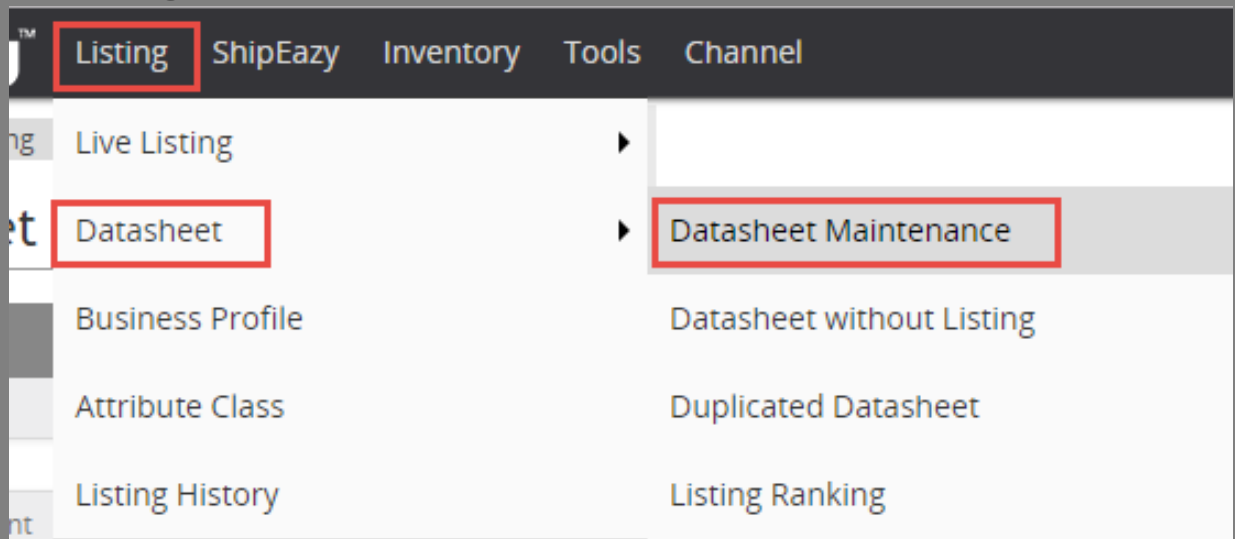 ™ Listing ShipEazy Inventory Tools Channel
Live Listing
Datasheet Datasheet Maintenance
Business Profile Datasheet without Listing
Attribute Class Duplicated Datasheet
Listing History Listing Ranking